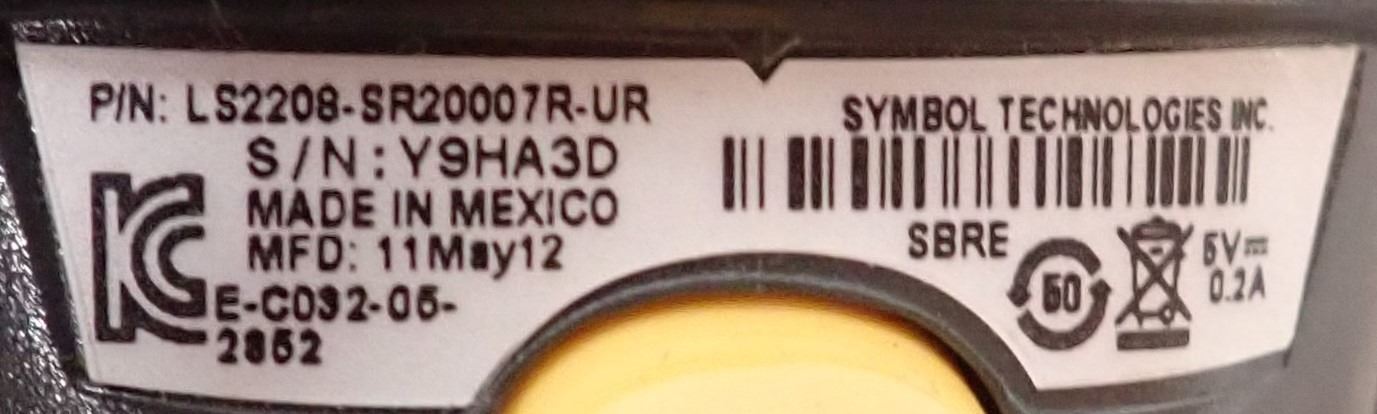 P/N: LS2208-SR20007R-UR
S/N: Y9HA3D
MADE IN MEXICO
MFD: 11May12
E-C032-05-
2852
SYMBOL TECHNOLOGIES INC.
SBRE
50
5V
0.2A